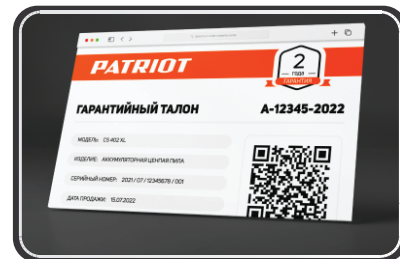 PATRIOT
2
ГОДА
ГАРАНТИЯ
ГАРАНТИЙНЫЙ ТАЛОН
A-12345-2022
МОДЕЛЬ: CS 402 XL
ИЗДЕЛИЕ: АККУМУЛЯТОРНАЯ ЦЕПНАЯ ПИЛА
СЕРИЙНЫЙ НОМЕР: 2021 / 07 / 12345678 / 001
ДАТА ПРОДАЖИ: 15.07.2022